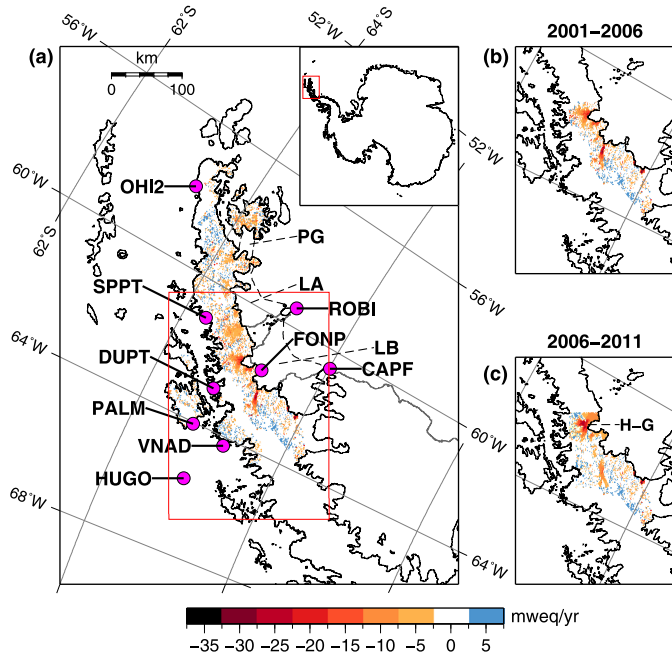 56°W
62°S
52°W
64°S
2001−2006
(a)
km
0
100
(b)
52°W
60°W
OHI2
62°S
PG
SPPT
LA
ROBI
56°W
64°W
FONP
LB
CAPF
2006−2011
DUPT
(c)
PALM
VNAD
60°W
H−G
HUGO
68°W
64°W
mweq/yr
−35
−30
−25
−20
−15
−10
−5
0
5